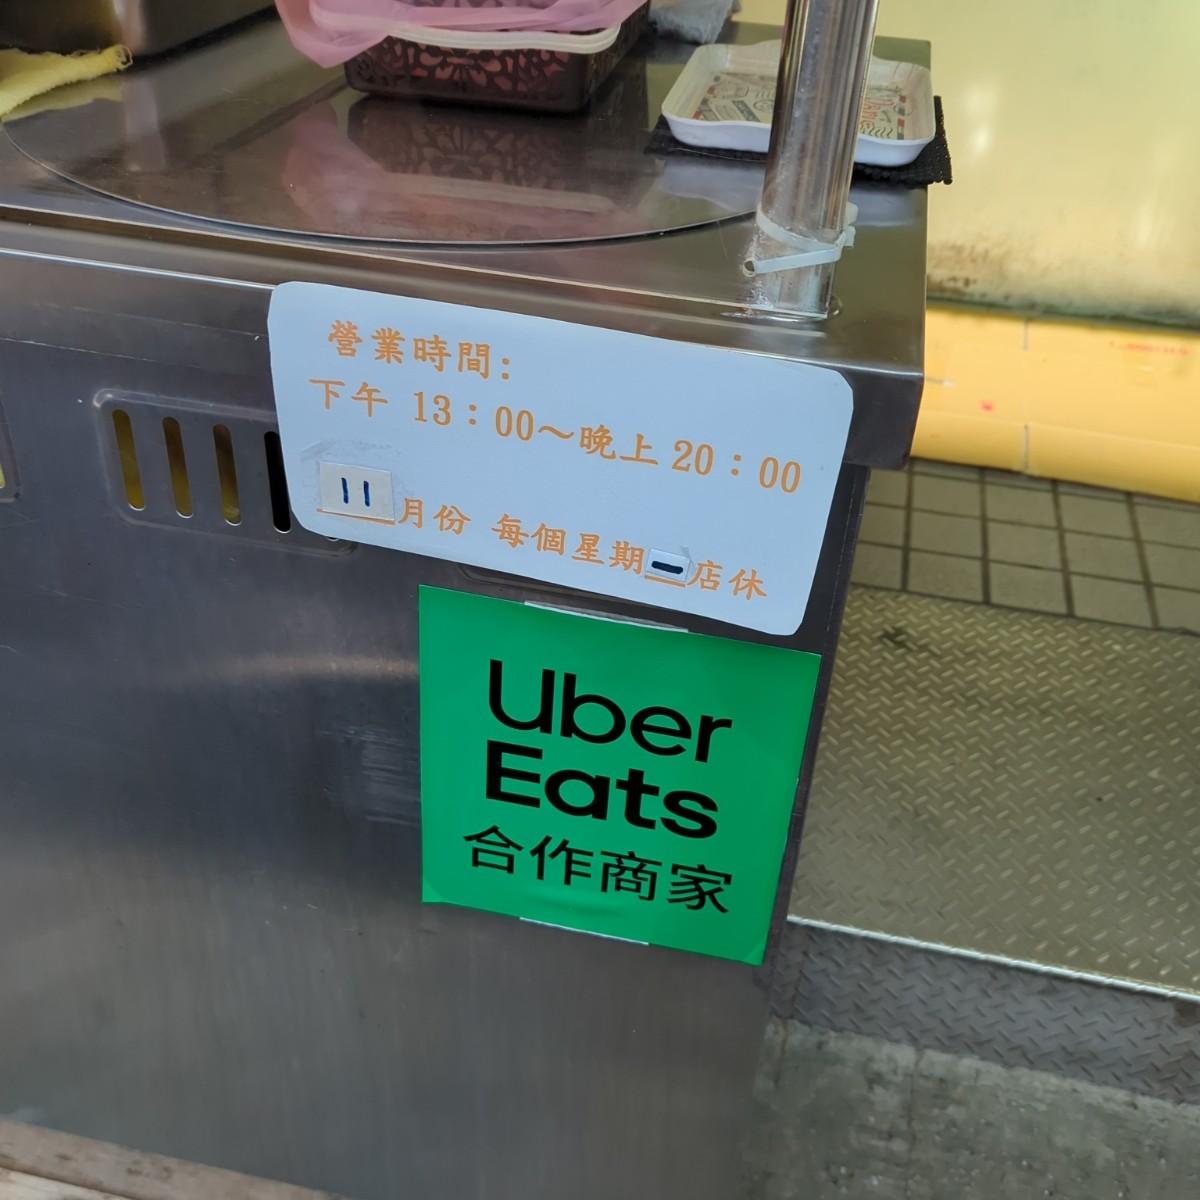 營業時間:
下午 13：00～晚上 20：00
11月份 每個星期一店休
Uber
Eats
合作商家